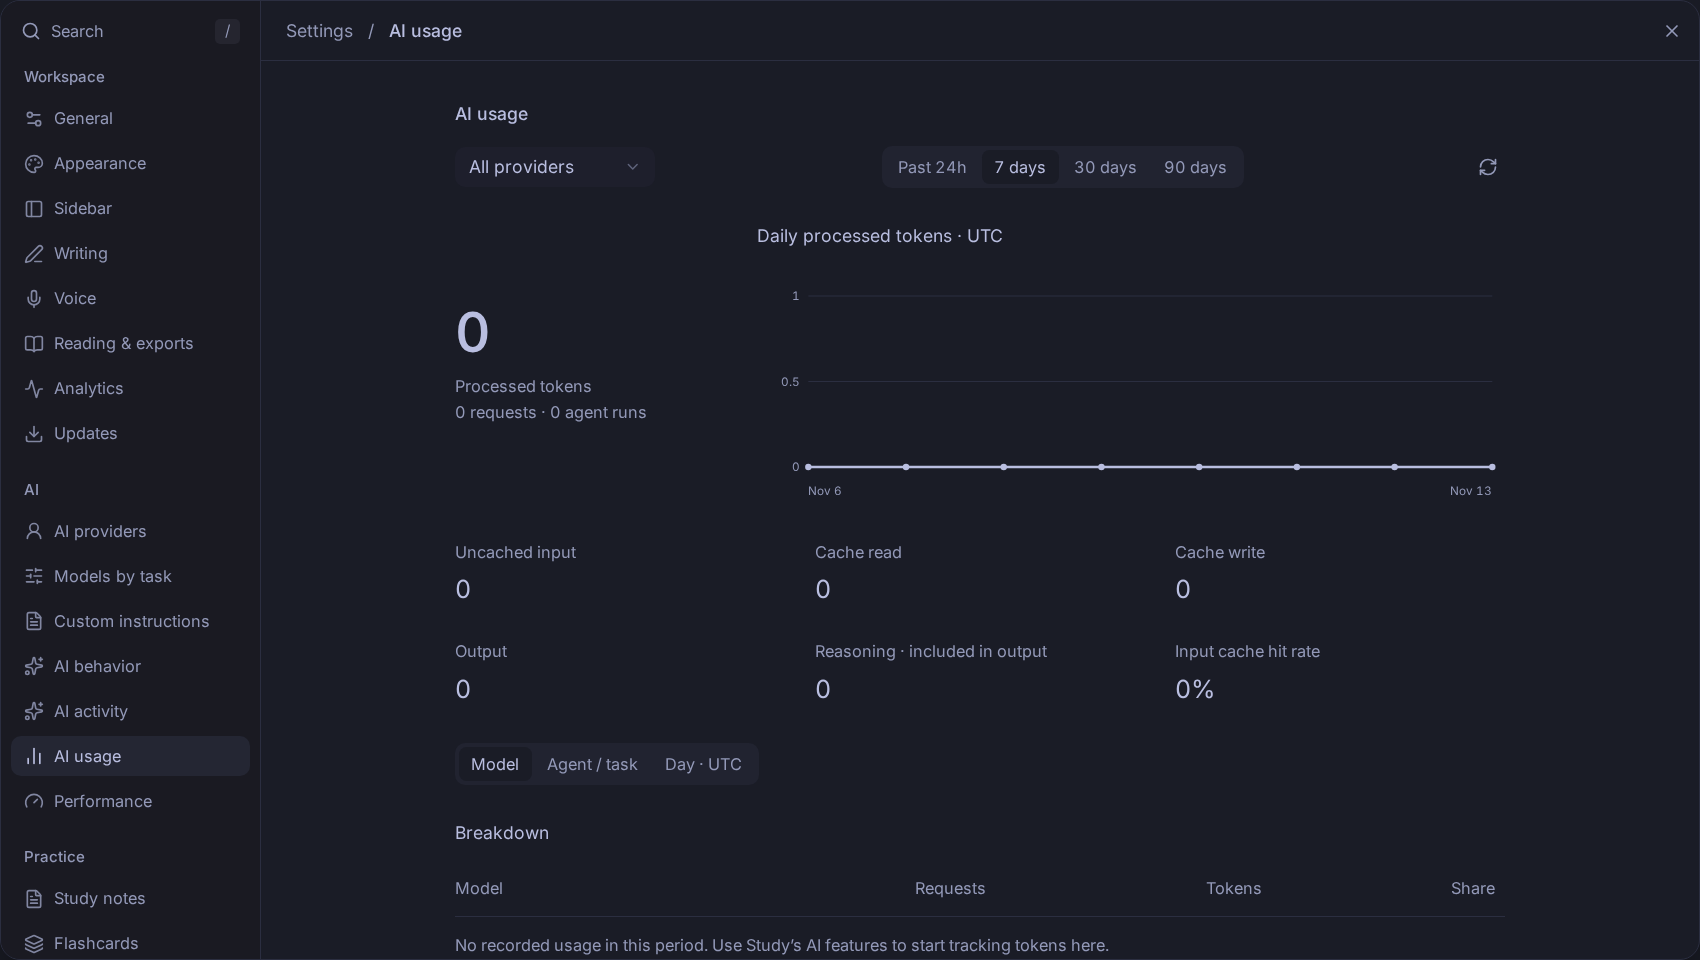 Search /
Settings / AI usage
Workspace
General
Appearance
Sidebar
Writing
Voice
Reading & exports
Analytics
Updates
AI
AI providers
Models by task
Custom instructions
AI behavior
AI activity
AI usage
Performance
Practice
Study notes
Flashcards
AI usage
All providers
Past 24h 7 days 30 days 90 days
Daily processed tokens · UTC
0
Processed tokens
0 requests · 0 agent runs
1
0.5
0
Nov 6 Nov 13
Uncached input Cache read Cache write
0 0 0
Output Reasoning · included in output Input cache hit rate
0 0 0%
Model Agent / task Day · UTC
Breakdown
Model Requests Tokens Share
No recorded usage in this period. Use Study’s AI features to start tracking tokens here.